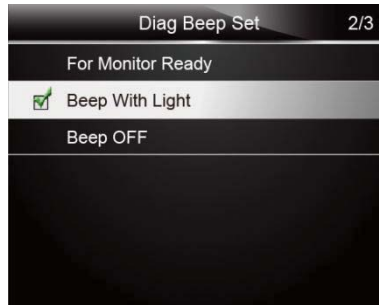 Diag Beep Set 2/3
For Monitor Ready
Beep With Light
Beep OFF